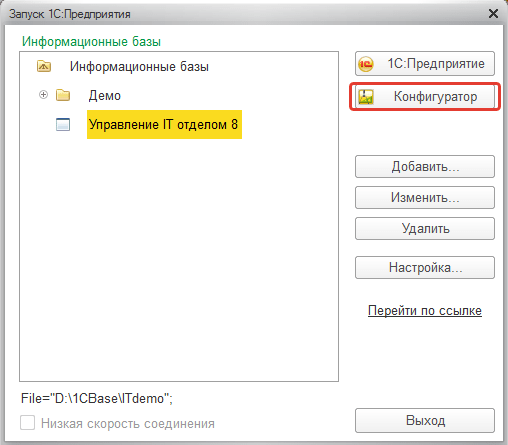 Запуск 1С:Предприятия
Информационные базы
Информационные базы
Демо
Управление IT отделом 8
1С:Предприятие
Конфигуратор
Добавить...
Изменить...
Удалить
Настройка...
Перейти по ссылке
File="D:\1CBase\ITdemo";
Низкая скорость соединения
Выход